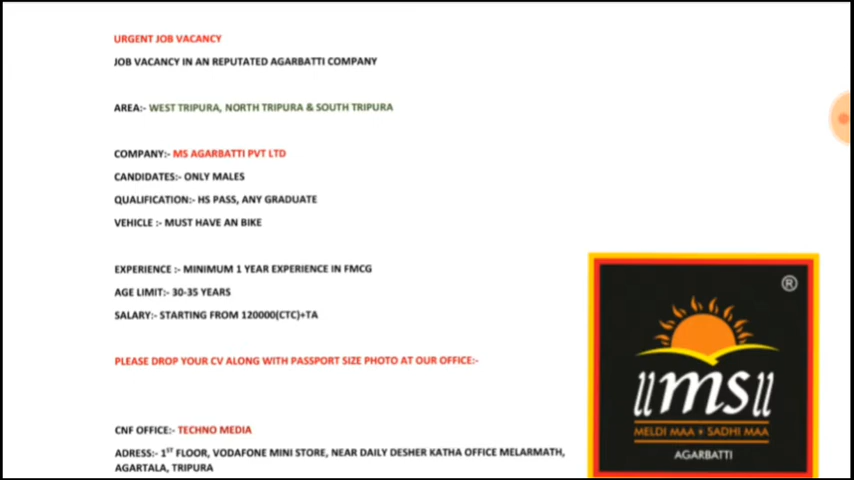 URGENT JOB VACANCY
JOB VACANCY IN AN REPUTATED AGARBATTI COMPANY
AREA:- WEST TRIPURA, NORTH TRIPURA & SOUTH TRIPURA
COMPANY:- MS AGARBATTI PVT LTD
CANDIDATES:- ONLY MALES
QUALIFICATION:- HS PASS, ANY GRADUATE
VEHICLE :- MUST HAVE AN BIKE
EXPERIENCE :- MINIMUM 1 YEAR EXPERIENCE IN FMCG
AGE LIMIT:- 30-35 YEARS
SALARY:- STARTING FROM 120000(CTC)+TA
PLEASE DROP YOUR CV ALONG WITH PASSPORT SIZE PHOTO AT OUR OFFICE:-
CNF OFFICE:- TECHNO MEDIA
ADRESS:- 1ST FLOOR, VODAFONE MINI STORE, NEAR DAILY DESHER KATHA OFFICE MELARMATH,
AGARTALA, TRIPURA
®
||ms||
MELDI MAA + SADHI MAA
AGARBATTI